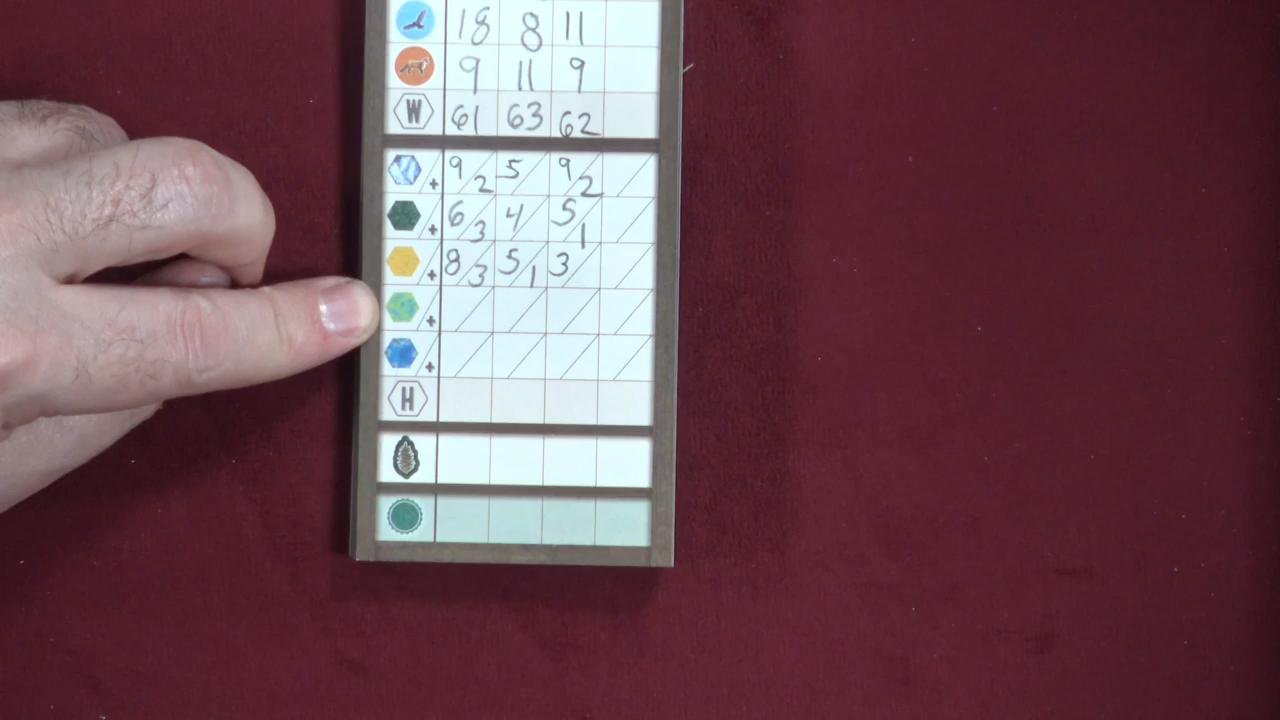 18 8 11
9 11 9
W 61 63 62
+ 9/2 5/ 9/2 /
+ 6/3 4/ 5/1 /
+ 8/3 5/1 3/ /
+ / / / /
+ / / / /
H